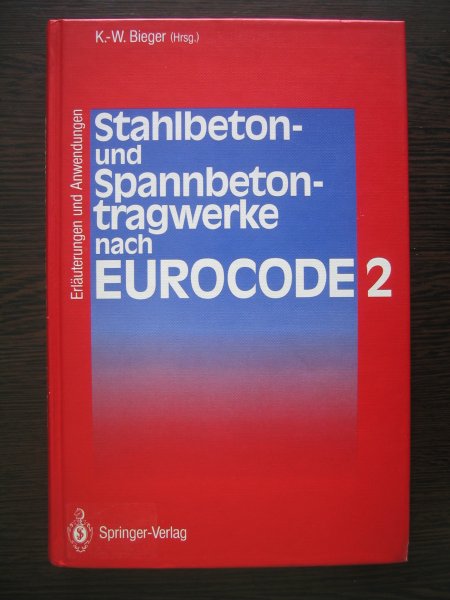 K.-W. Bieger (Hrsg.)
Erläuterungen und Anwendungen
Stahlbeton-
und
Spannbeton-
tragwerke
nach
EUROCODE 2
Springer-Verlag